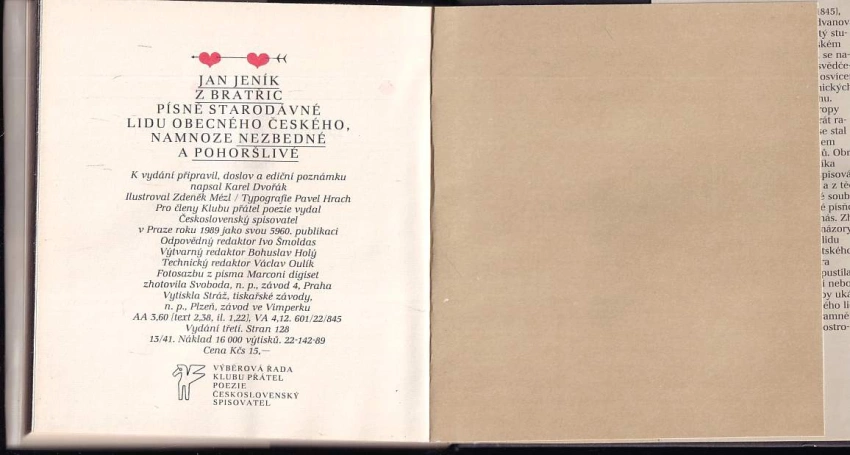 JAN JENÍK
Z BRATŘIC
PÍSNĚ STARODÁVNÉ
LIDU OBECNÉHO ČESKÉHO,
NAMNOZE NEZBEDNÉ
A POHORŠLIVÉ
K vydání připravil, doslov a ediční poznámku
napsal Karel Dvořák
Ilustroval Zdeněk Mézl / Typografie Pavel Hrach
Pro členy Klubu přátel poezie vydal
Československý spisovatel
v Praze roku 1989 jako svou 5960. publikaci
Odpovědný redaktor Ivo Šmoldas
Výtvarný redaktor Bohuslav Holý
Technický redaktor Václav Oulík
Fotosazbu z písma Marconi digiset
zhotovila Svoboda, n. p., závod 4, Praha
Vytiskla Stráž, tiskařské závody,
n. p., Plzeň, závod ve Vimperku
AA 3,60 [text 2,38, il. 1,22], VA 4,12. 601/22/845
Vydání třetí. Stran 128
13/41. Náklad 16 000 výtisků. 22-142-89
Cena Kčs 15,—
VÝBĚROVÁ ŘADA
KLUBU PŘÁTEL
POEZIE
ČESKOSLOVENSKÝ
SPISOVATEL